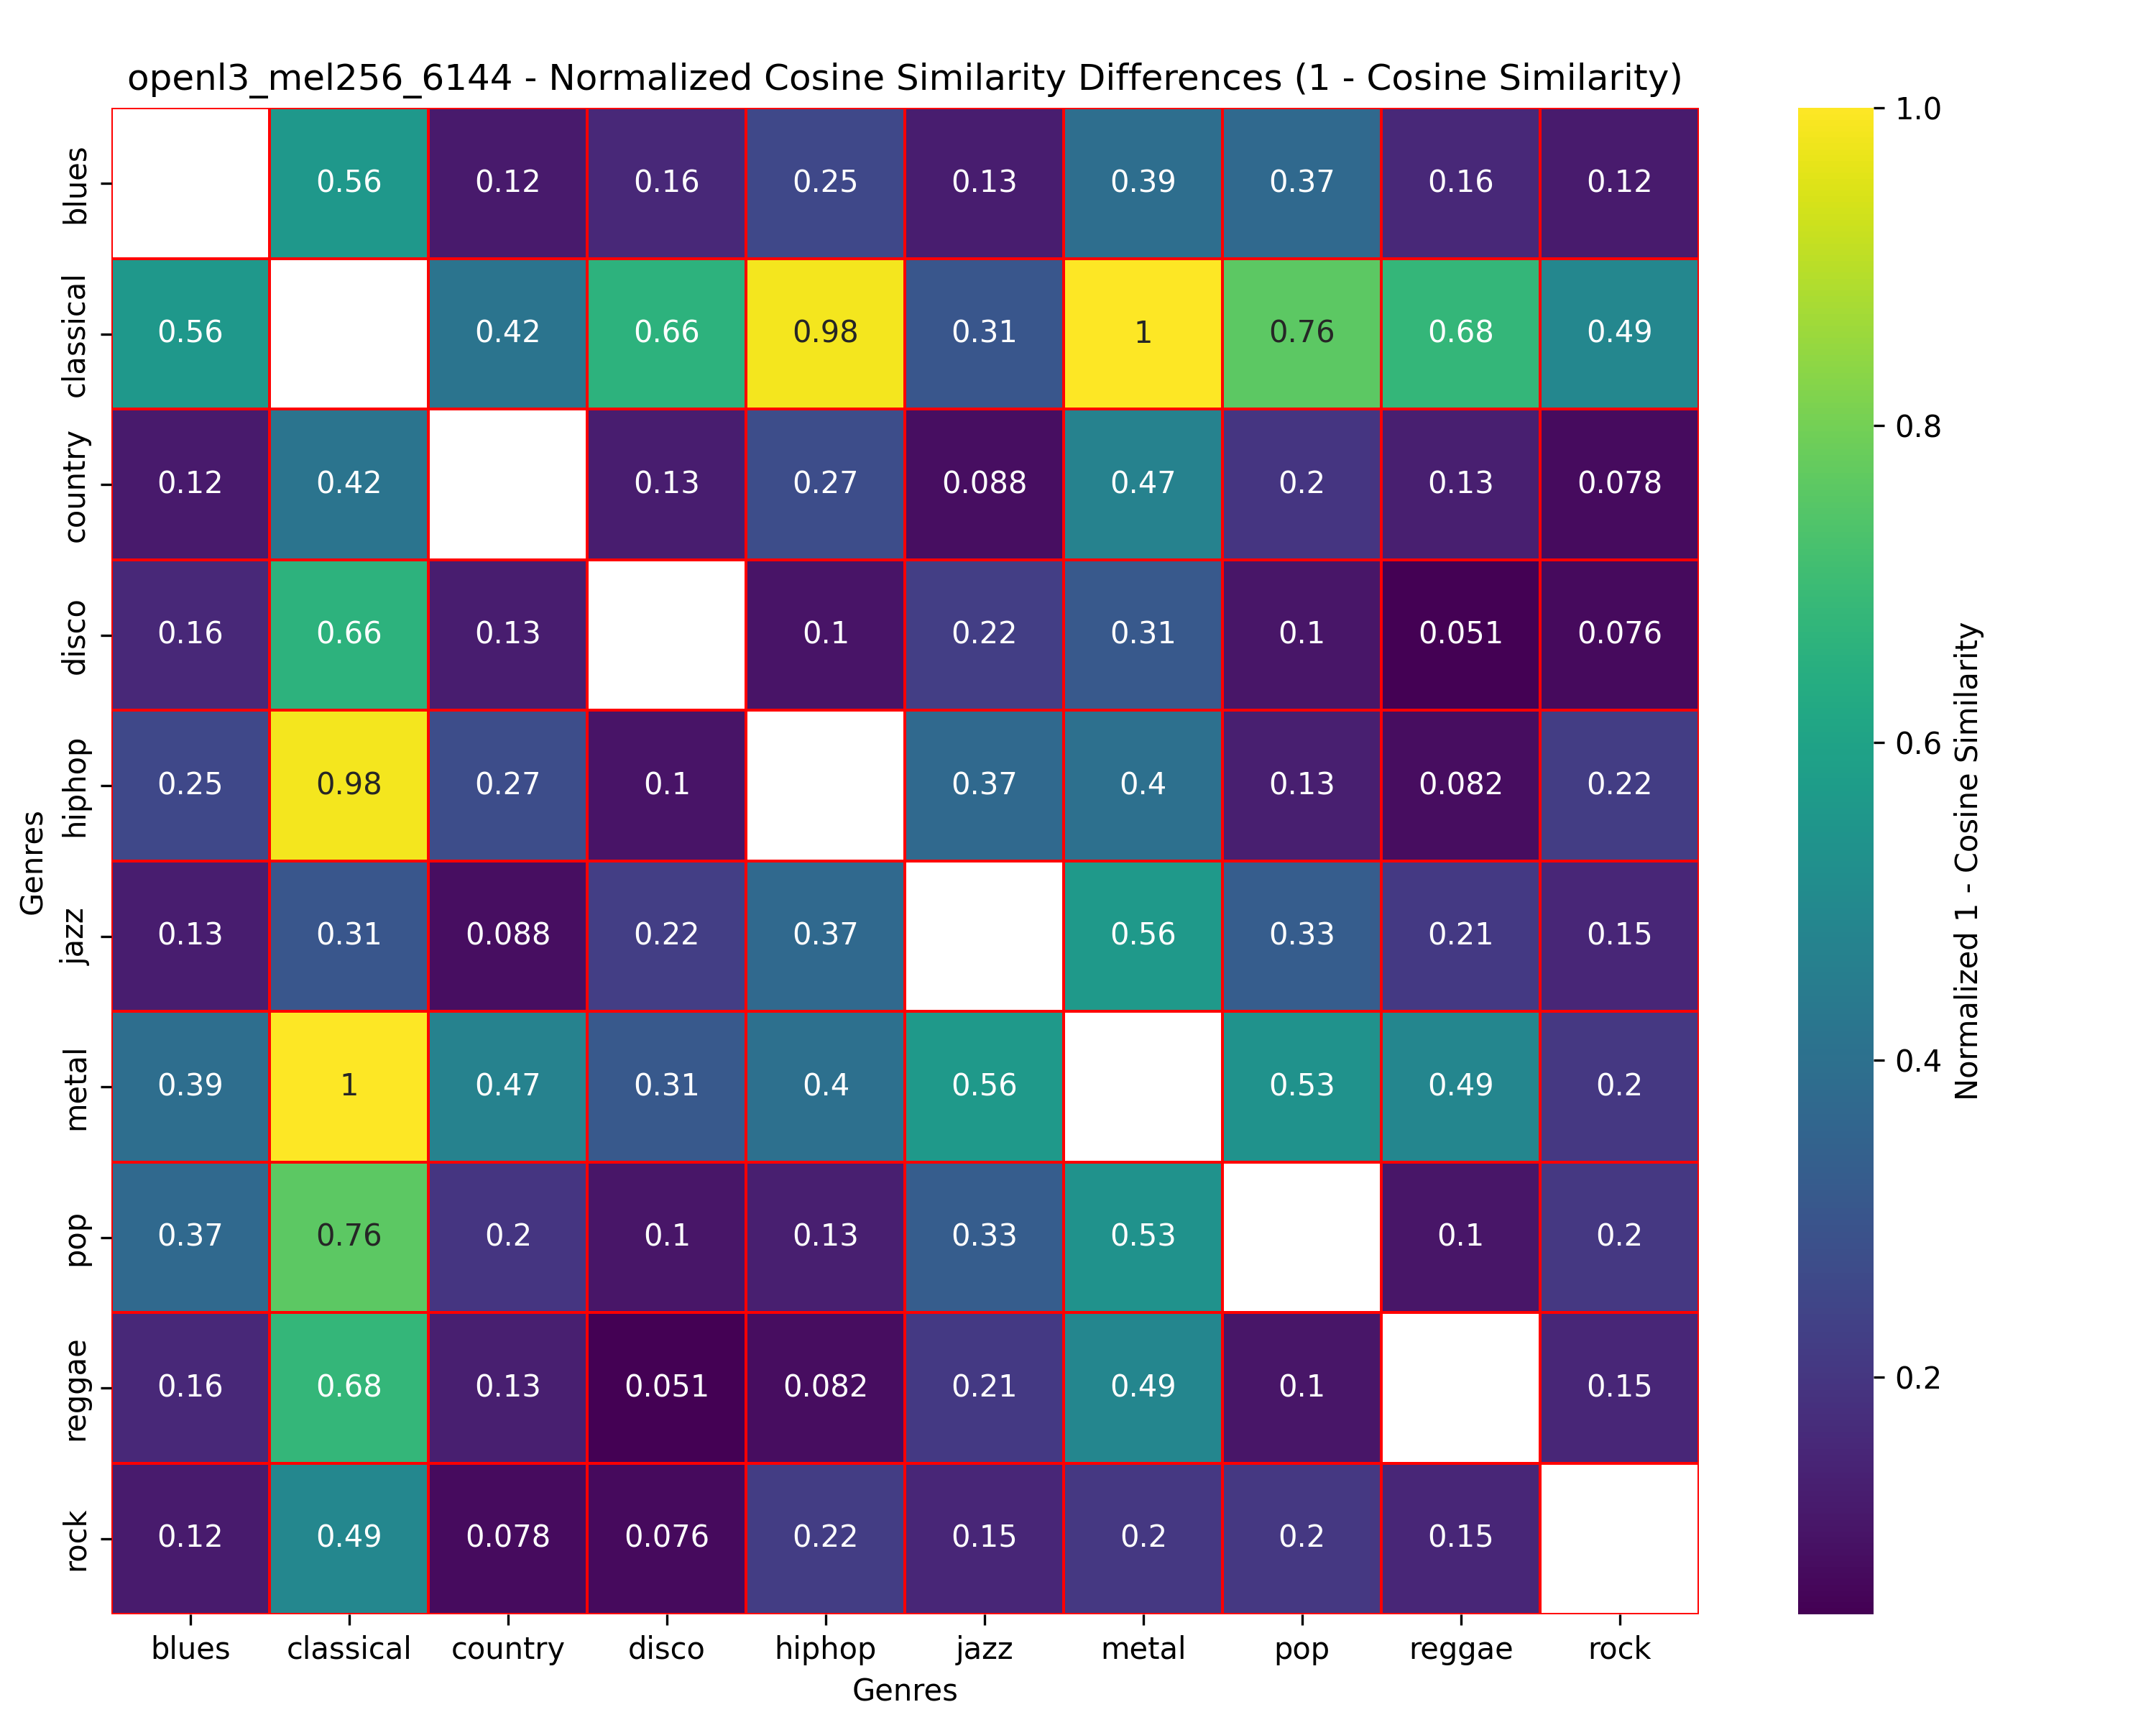 openl3_mel256_6144 - Normalized Cosine Similarity Differences (1 - Cosine Similarity)
blues 0.56 0.12 0.16 0.25 0.13 0.39 0.37 0.16 0.12
classical 0.56 0.42 0.66 0.98 0.31 1 0.76 0.68 0.49
country 0.12 0.42 0.13 0.27 0.088 0.47 0.2 0.13 0.078
disco 0.16 0.66 0.13 0.1 0.22 0.31 0.1 0.051 0.076
hiphop 0.25 0.98 0.27 0.1 0.37 0.4 0.13 0.082 0.22
jazz 0.13 0.31 0.088 0.22 0.37 0.56 0.33 0.21 0.15
metal 0.39 1 0.47 0.31 0.4 0.56 0.53 0.49 0.2
pop 0.37 0.76 0.2 0.1 0.13 0.33 0.53 0.1 0.2
reggae 0.16 0.68 0.13 0.051 0.082 0.21 0.49 0.1 0.15
rock 0.12 0.49 0.078 0.076 0.22 0.15 0.2 0.2 0.15
blues classical country disco hiphop jazz metal pop reggae rock
Genres
Genres
1.0
0.8
0.6
0.4
0.2
Normalized 1 - Cosine Similarity